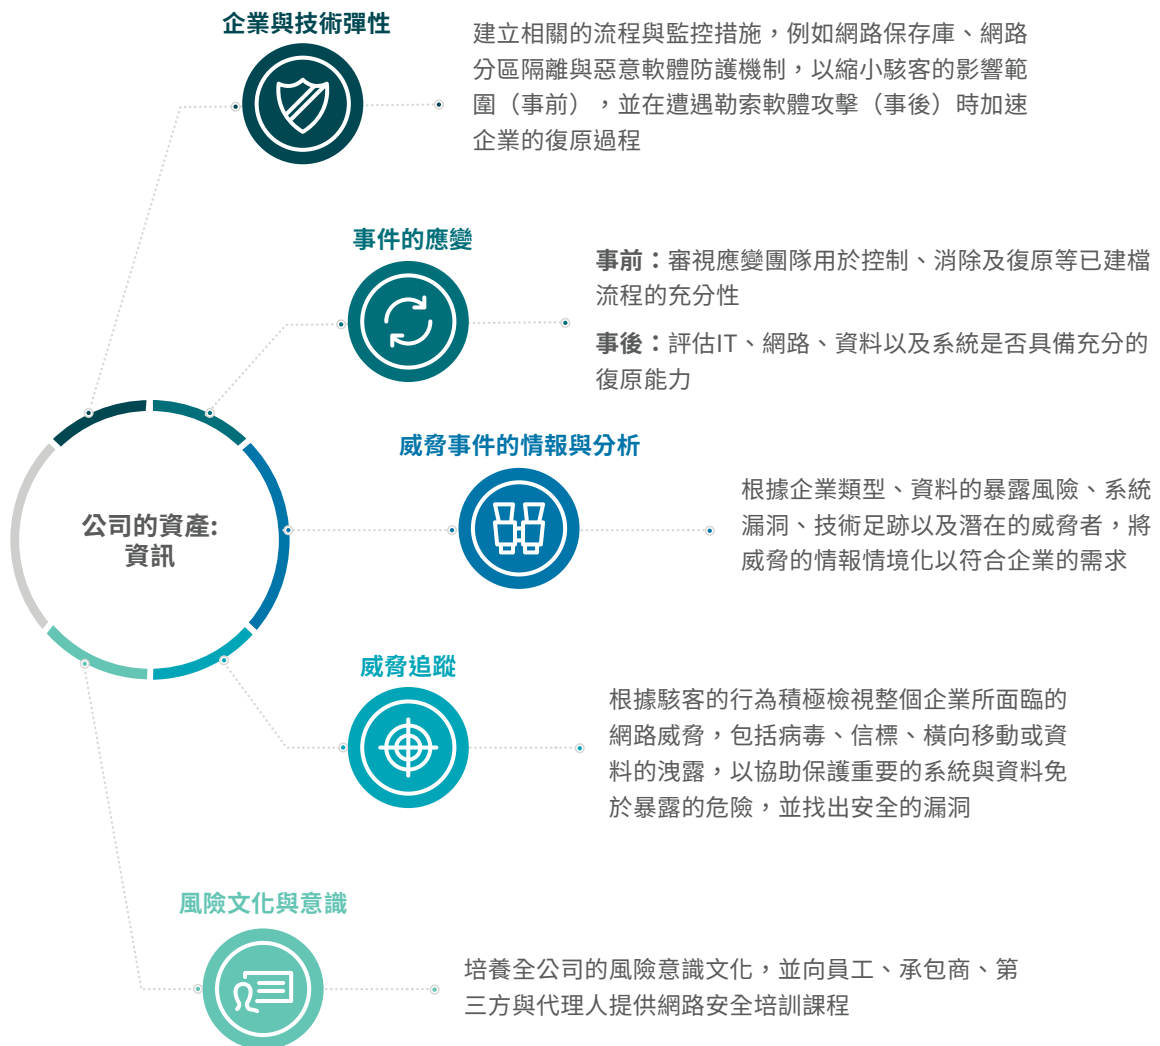 企業與技術彈性
建立相關的流程與監控措施，例如網路保存庫、網路
分區隔離與惡意軟體防護機制，以縮小駭客的影響範
圍（事前），並在遭遇勒索軟體攻擊（事後）時加速
企業的復原過程
事件的應變
事前：審視應變團隊用於控制、消除及復原等已建檔
流程的充分性
事後：評估IT、網路、資料以及系統是否具備充分的
復原能力
威脅事件的情報與分析
根據企業類型、資料的暴露風險、系統
漏洞、技術足跡以及潛在的威脅者，將
威脅的情報情境化以符合企業的需求
公司的資產:
資訊
威脅追蹤
根據駭客的行為積極檢視整個企業所面臨的
網路威脅，包括病毒、信標、橫向移動或資
料的洩露，以協助保護重要的系統與資料免
於暴露的危險，並找出安全的漏洞
風險文化與意識
培養全公司的風險意識文化，並向員工、承包商、第
三方與代理人提供網路安全培訓課程